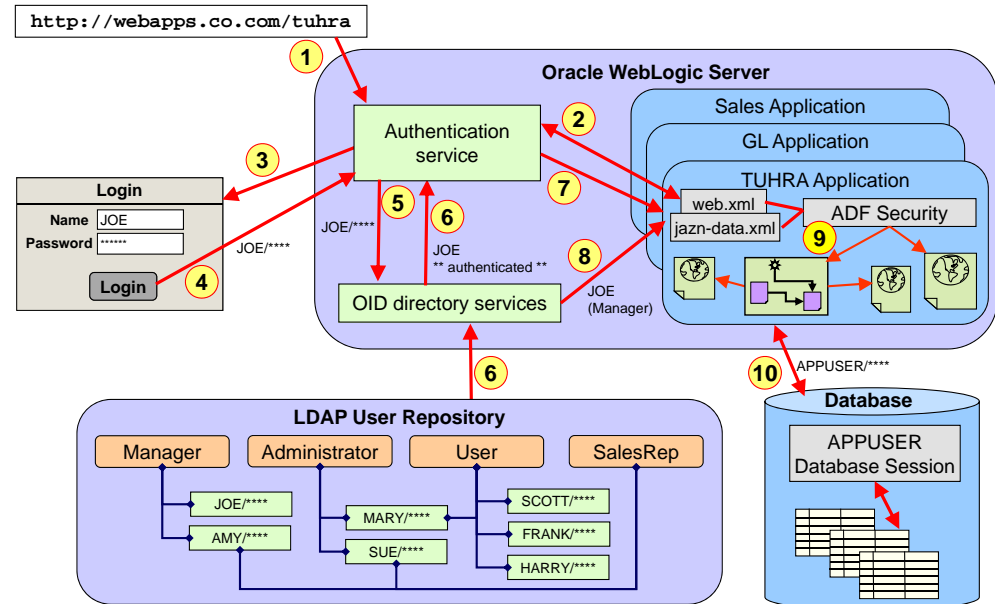 http://webapps.co.com/tuhra
1
Oracle WebLogic Server
Sales Application
GL Application
TUHRA Application
Authentication
service
2
3
7
web.xml
jazn-data.xml
ADF Security
Login
Name JOE
Password ******
Login
4
JOE/****
5
JOE/****
6
JOE
** authenticated **
8
JOE
(Manager)
9
OID directory services
6
10
APPUSER/****
LDAP User Repository
Manager
Administrator
User
SalesRep
JOE/****
AMY/****
MARY/****
SUE/****
SCOTT/****
FRANK/****
HARRY/****
Database
APPUSER
Database Session